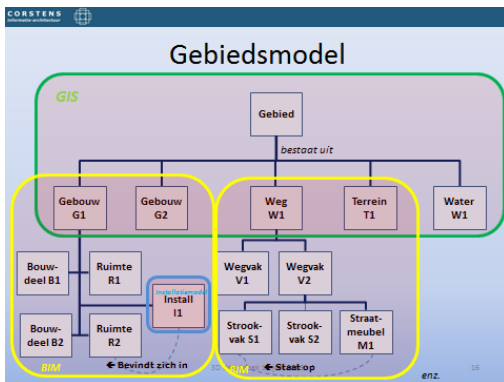 CORSTENS
informatie-architectuur
Gebiedsmodel
GIS
Gebied
bestaat uit
Gebouw
G1
Gebouw
G2
Weg
W1
Terrein
T1
Water
W1
Bouw-
deel B1
Ruimte
R1
Installatiemodel
Install
I1
Wegvak
V1
Wegvak
V2
Bouw-
deel B2
Ruimte
R2
Strook-
vak S1
Strook-
vak S2
Straat-
meubel
M1
BIM
← Bevindt zich in
BIM
← Staat op
enz.
16